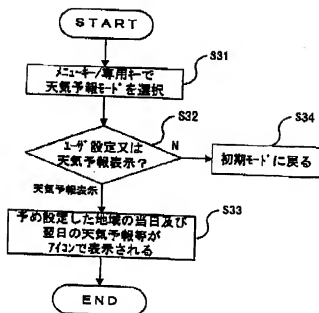 START
S31
メニューキー/専用キーで
天気予報モードを選択
S32
ユーザ設定又は
天気予報表示?
N
S34
初期モードに戻る
天気予報表示
S33
予め設定した地域の当日及び
翌日の天気予報等が
アイコンで表示される
END